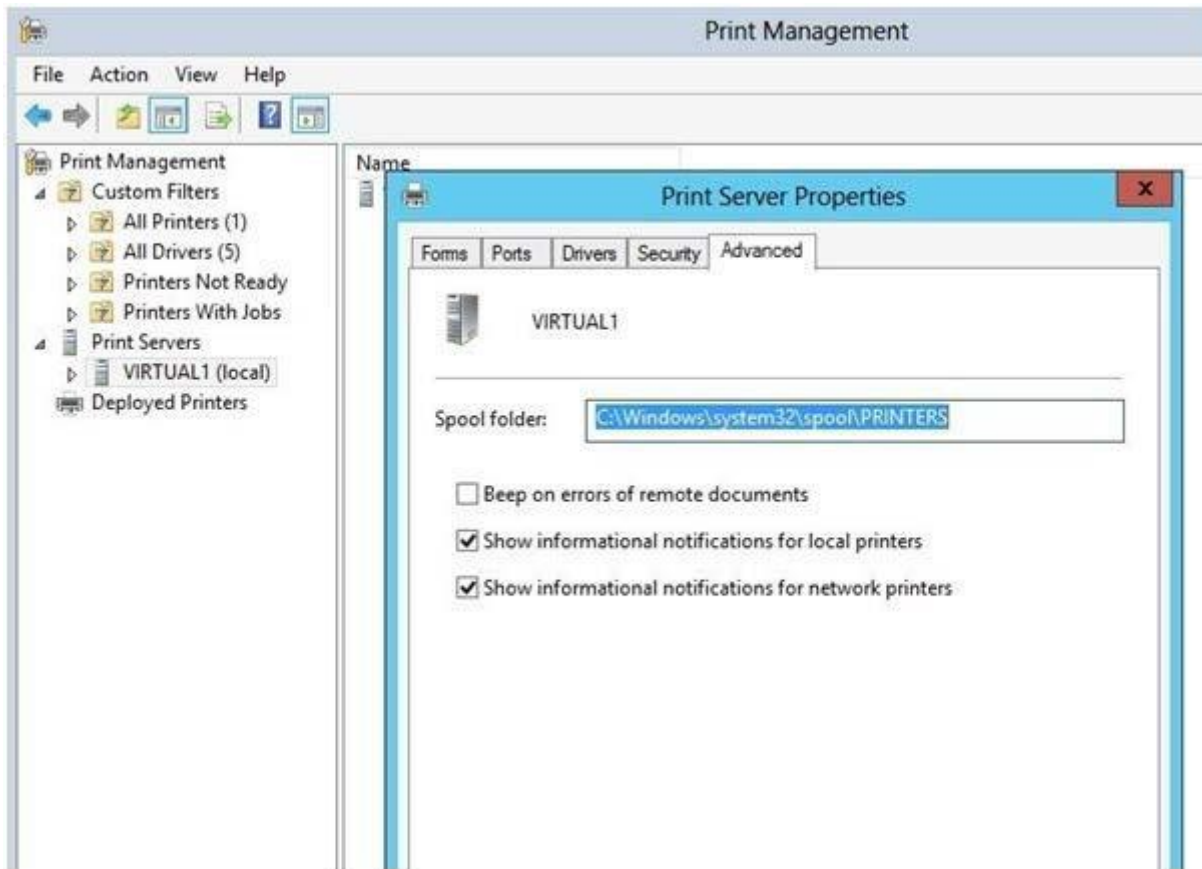 Print Management
File Action View Help
Print Management
Custom Filters
All Printers (1)
All Drivers (5)
Printers Not Ready
Printers With Jobs
Print Servers
VIRTUAL1 (local)
Deployed Printers
Name
Print Server Properties
x
Forms Ports Drivers Security Advanced
VIRTUAL1
Spool folder: C:\Windows\system32\spool\PRINTERS
Beep on errors of remote documents
Show informational notifications for local printers
Show informational notifications for network printers